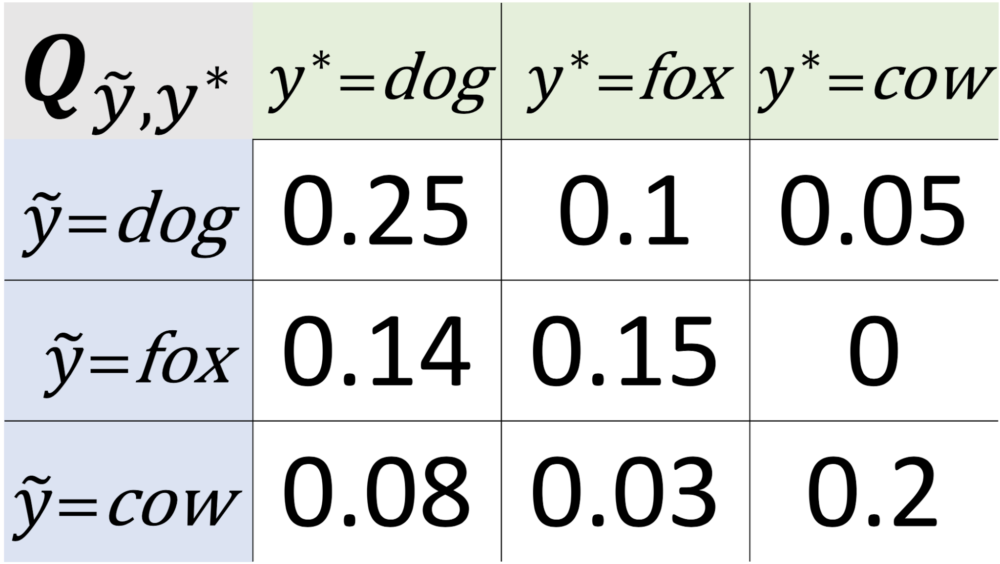 Q ỹ,y* y*=dog y*=fox y*=cow
ỹ=dog 0.25 0.1 0.05
ỹ=fox 0.14 0.15 0
ỹ=cow 0.08 0.03 0.2